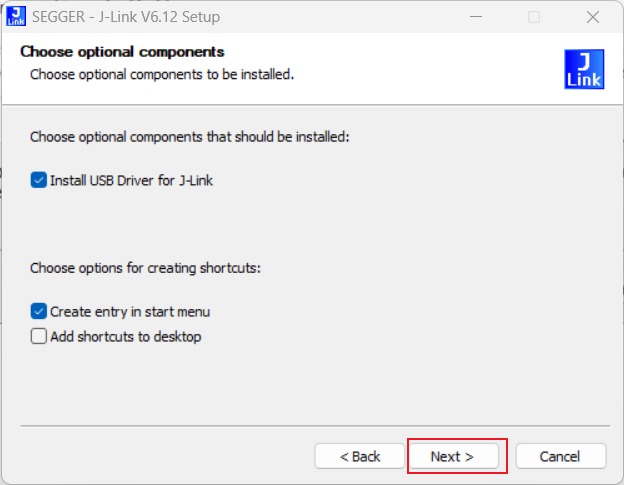 J
Link
SEGGER - J-Link V6.12 Setup
Choose optional components
Choose optional components to be installed.
J
Link
Choose optional components that should be installed:
Install USB Driver for J-Link
Choose options for creating shortcuts:
Create entry in start menu
Add shortcuts to desktop
< Back
Next >
Cancel